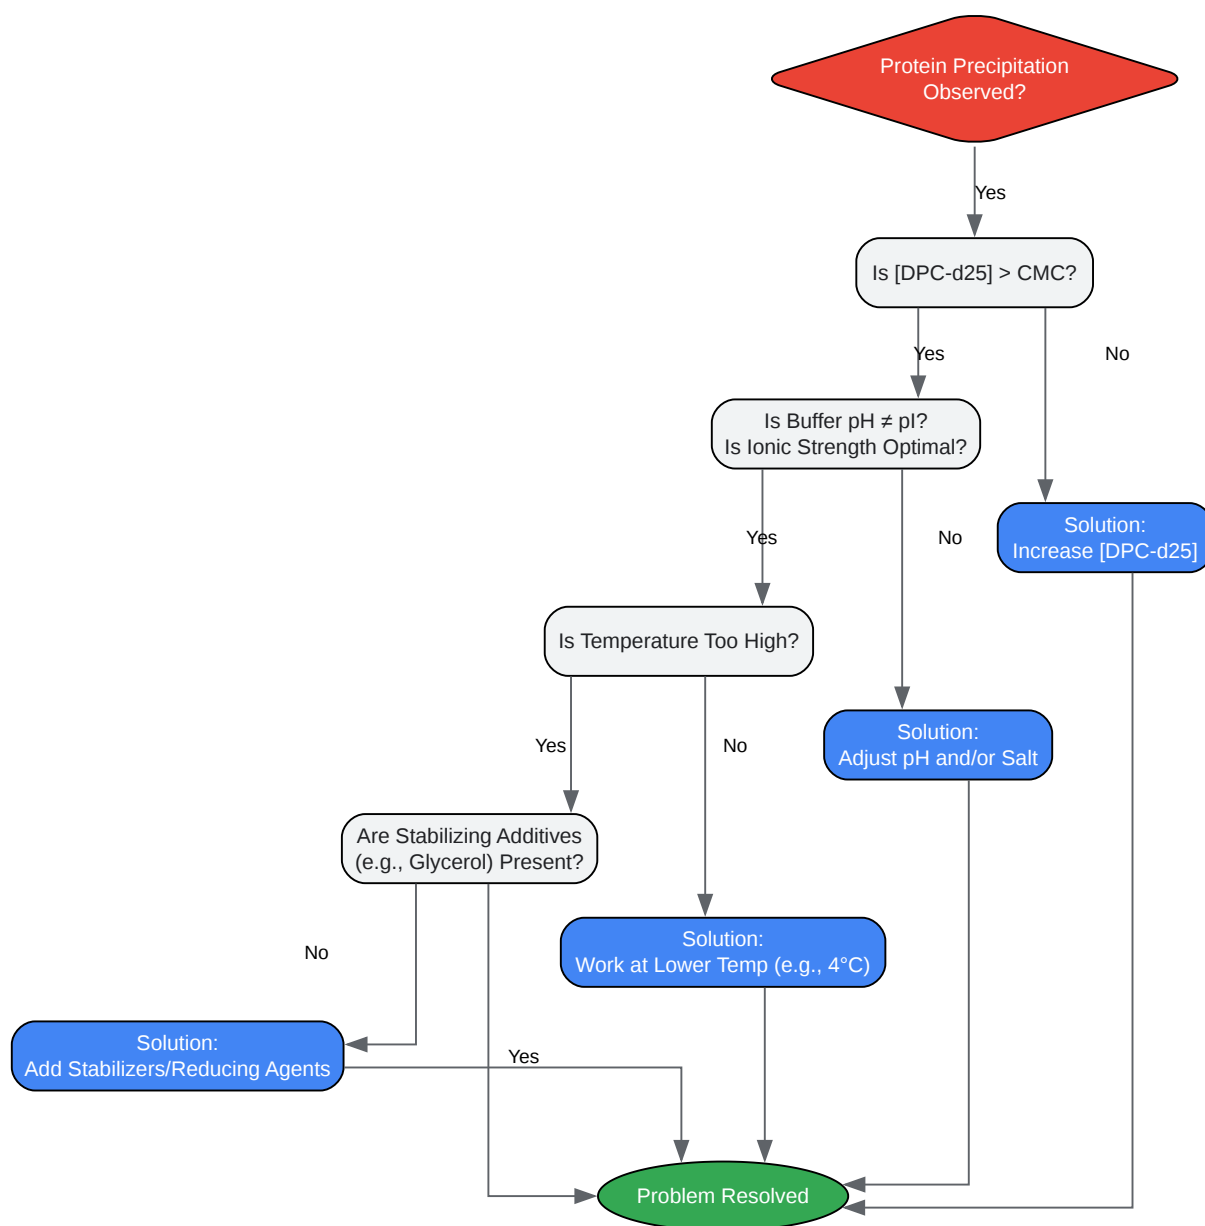 Protein Precipitation
Observed?
Yes
Is [DPC-d25] > CMC?
Yes
No
Is Buffer pH ≠ pI?
Is Ionic Strength Optimal?
Yes
No
Solution:
Increase [DPC-d25]
Is Temperature Too High?
Yes
No
Solution:
Adjust pH and/or Salt
Are Stabilizing Additives
(e.g., Glycerol) Present?
No
Solution:
Work at Lower Temp (e.g., 4°C)
Solution:
Add Stabilizers/Reducing Agents
Yes
Problem Resolved